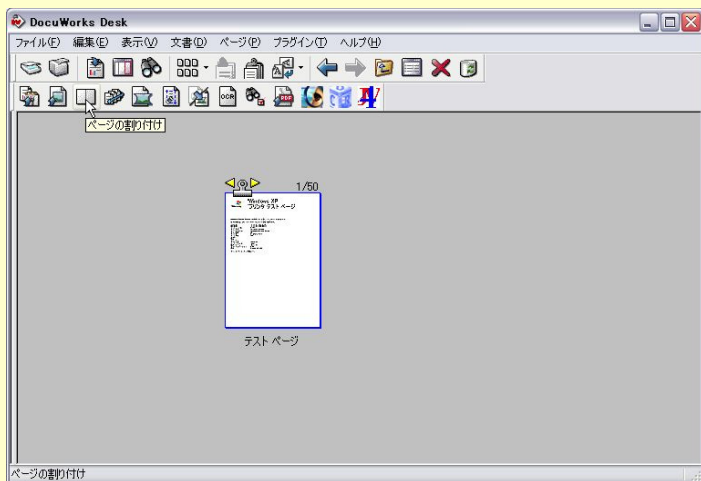 DocuWorks Desk
ファイル(F) 編集(E) 表示(V) 文書(D) ページ(P) プラグイン(T) ヘルプ(H)
OCR
PDF
ページの割り付け
1/50
Windows XP
プリンタ テスト ページ
テスト ページ
ページの割り付け